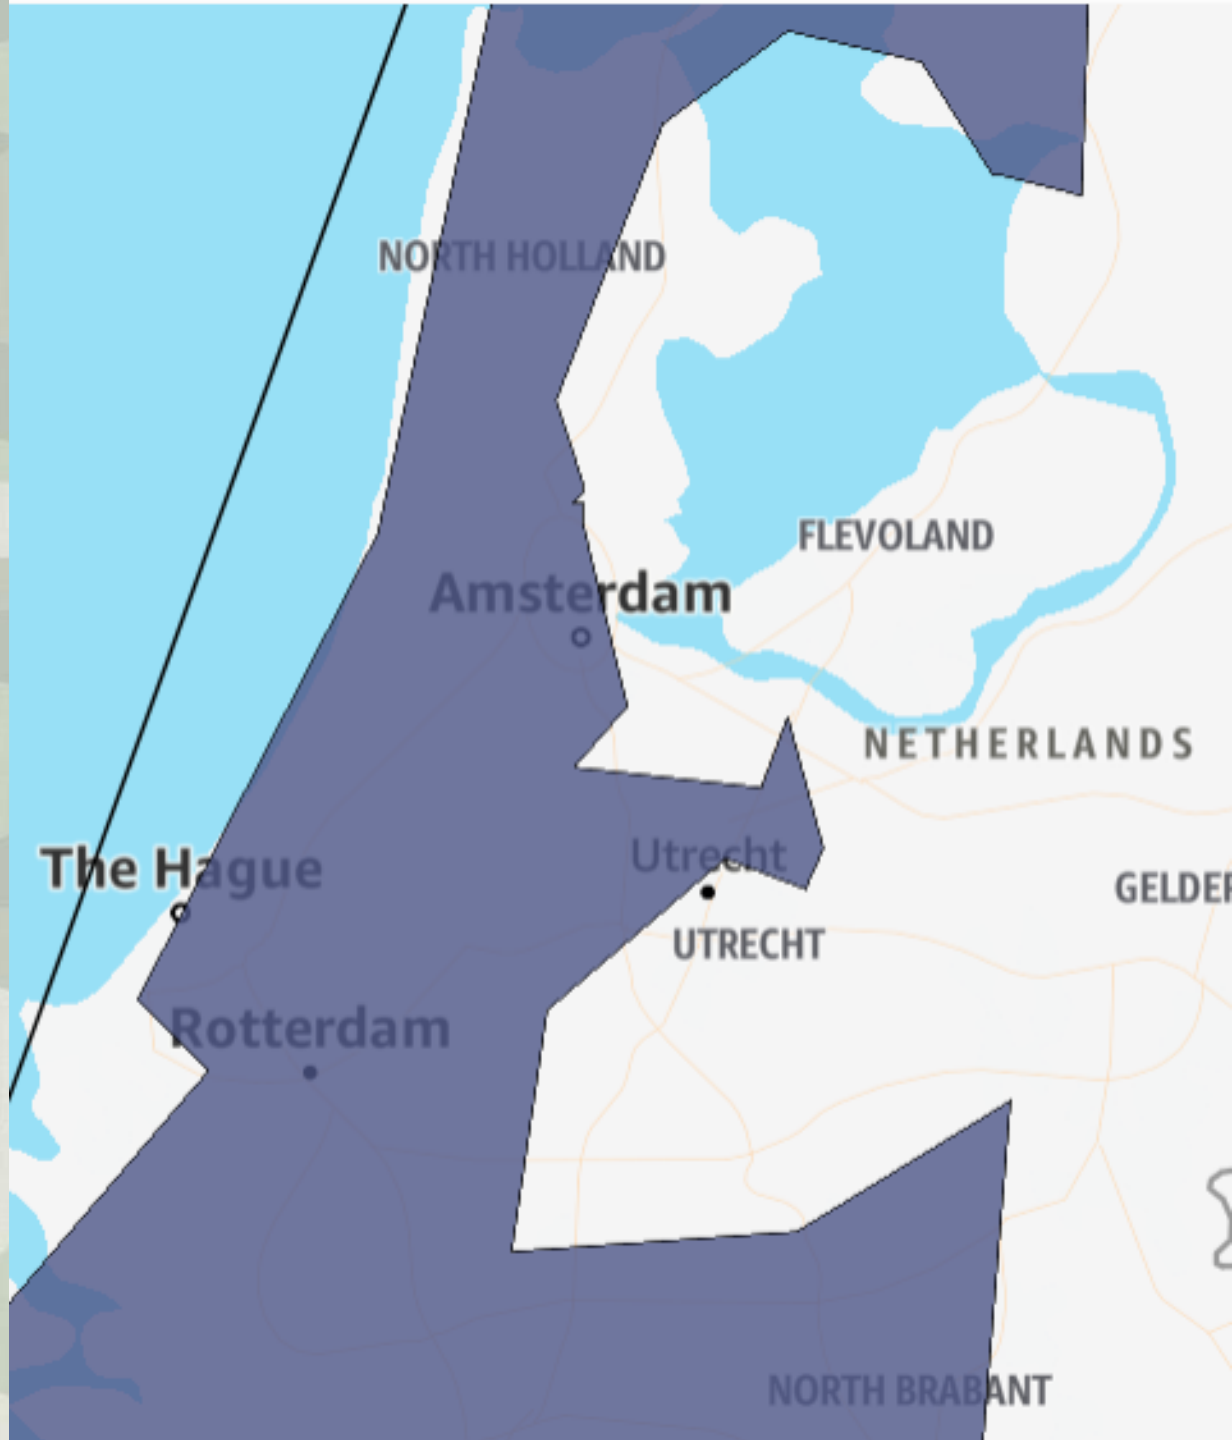 NORTH HOLLAND
FLEVOLAND
Amsterdam
NETHERLANDS
The Hague
Utrecht
UTRECHT
Rotterdam
NORTH BRABANT